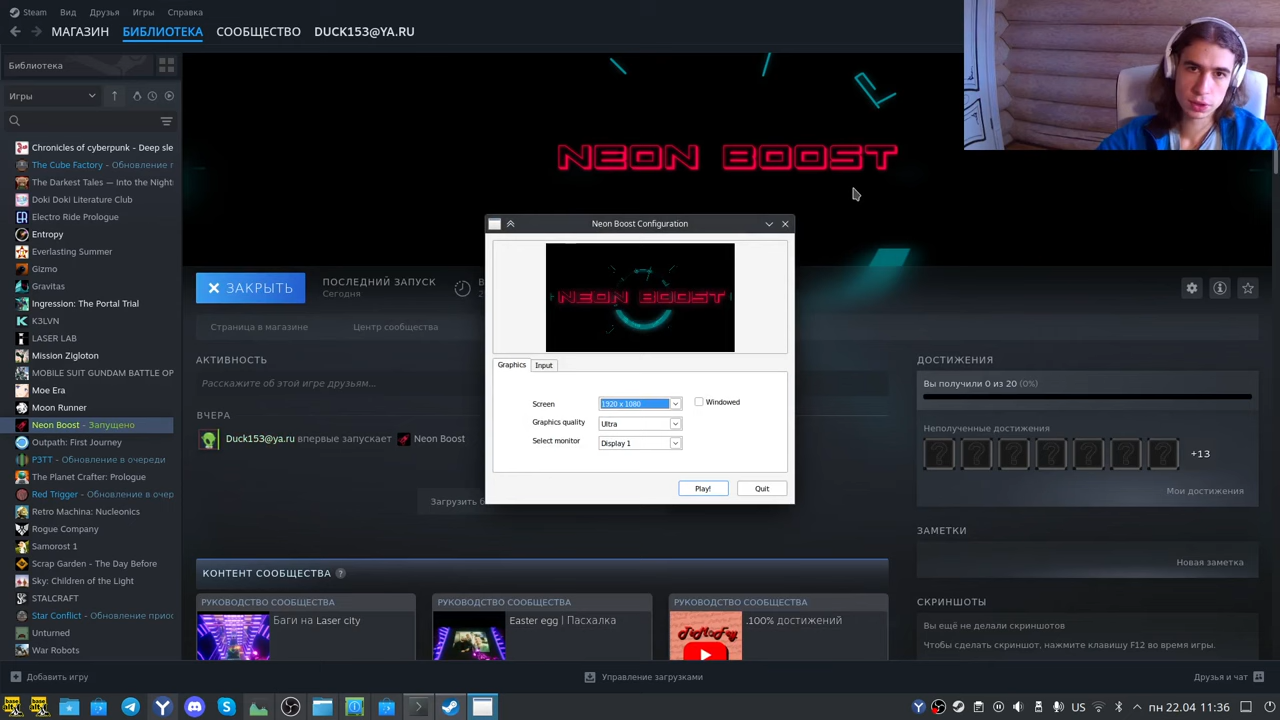 Steam Вид Друзья Игры Справка
МАГАЗИН БИБЛИОТЕКА СООБЩЕСТВО DUCK153@YA.RU
Библиотека
Игры
Chronicles of cyberpunk - Deep sle
The Cube Factory - Обновление г
The Darkest Tales — Into the Night
Doki Doki Literature Club
Electro Ride Prologue
Entropy
Everlasting Summer
Gizmo
Gravitas
Ingression: The Portal Trial
K3LVN
LEASER LAB
Mission Zigloton
MOBILE SUIT GUNDAM BATTLE OP
Moe Era
Moon Runner
Neon Boost - Запущено
Outpath: First Journey
P3TT - Обновление в очереди
The Planet Crafter: Prologue
Red Trigger - Обновление в очер
Retro Machina: Nucleonics
Rogue Company
Samorost 1
Scrap Garden - The Day Before
Sky: Children of the Light
STALCRAFT
Star Conflict - Обновление приос
Unturned
War Robots
NEON BOOST
Neon Boost Configuration
NEON BOOST
Graphics Input
Screen 1920 x 1080 Windowed
Graphics quality Ultra
Select monitor Display 1
Play! Quit
ЗАКРЫТЬ
ПОСЛЕДНИЙ ЗАПУСК
Сегодня
Страница в магазине Центр сообщества
АКТИВНОСТЬ
Расскажите об этой игре друзьям...
ВЧЕРА
Duck153@ya.ru впервые запускает Neon Boost
Загрузить б
КОНТЕНТ СООБЩЕСТВА ?
РУКОВОДСТВО СООБЩЕСТВА
Баги на Laser city
РУКОВОДСТВО СООБЩЕСТВА
Easter egg | Пасхалка
РУКОВОДСТВО СООБЩЕСТВА
.100% достижений
ДОСТИЖЕНИЯ
Вы получили 0 из 20 (0%)
Неполученные достижения
+13
Мои достижения
ЗАМЕТКИ
Новая заметка
СКРИНШОТЫ
Вы ещё не делали скриншотов
Чтобы сделать скриншот, нажмите клавишу F12 во время игры.
Добавить игру Управление загрузками Друзья и чат
US пн 22.04 11:36